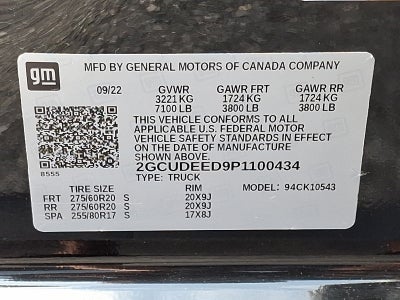 gm MFD BY GENERAL MOTORS OF CANADA COMPANY
09/22 GVWR GAWR FRT GAWR RR
3221 KG 1724 KG 1724 KG
7100 LB 3800 LB 3800 LB
THIS VEHICLE CONFORMS TO ALL
APPLICABLE U.S. FEDERAL MOTOR
VEHICLE SAFETY STANDARDS IN EFFECT
ON THE DATE OF MANUFACTURE
SHOWN ABOVE.
8555 2GCUDEED9P1100434
TYPE: TRUCK
TIRE SIZE RIM MODEL: 94CK10543
FRT 275/60R20 S 20X9J
RR 275/60R20 S 20X9J
SPA 255/80R17 S 17X8J